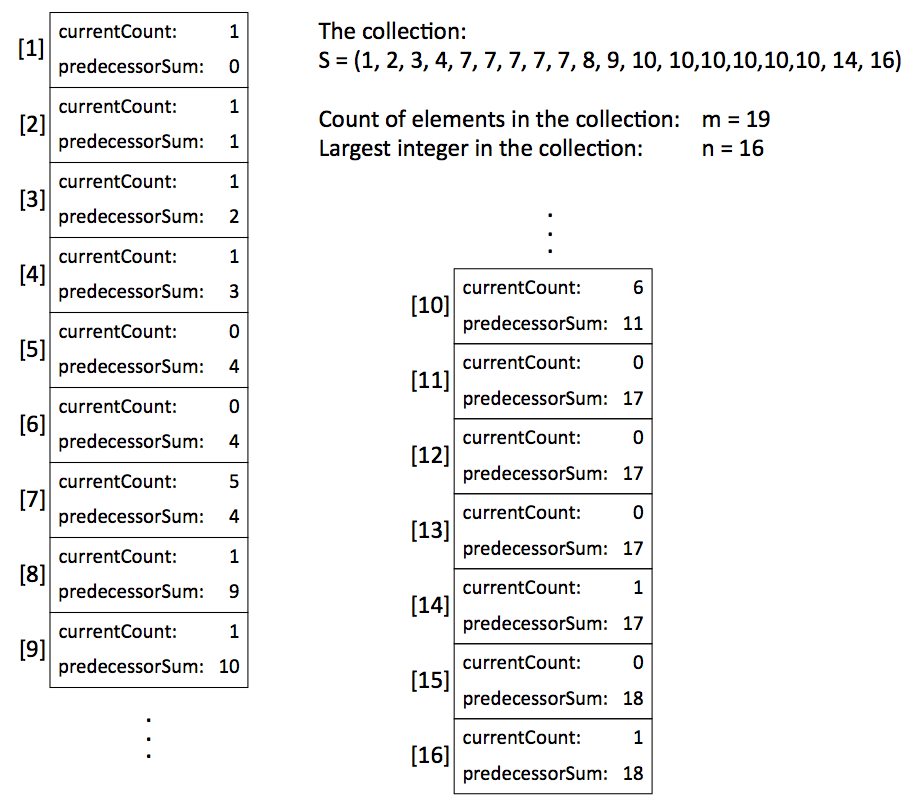 The collection:
S = (1, 2, 3, 4, 7, 7, 7, 7, 7, 8, 9, 10, 10,10,10,10,10, 14, 16)
Count of elements in the collection: m = 19
Largest integer in the collection: n = 16
[1]
currentCount: 1
predecessorSum: 0
[2]
currentCount: 1
predecessorSum: 1
[3]
currentCount: 1
predecessorSum: 2
[4]
currentCount: 1
predecessorSum: 3
[5]
currentCount: 0
predecessorSum: 4
[6]
currentCount: 0
predecessorSum: 4
[7]
currentCount: 5
predecessorSum: 4
[8]
currentCount: 1
predecessorSum: 9
[9]
currentCount: 1
predecessorSum: 10
[10]
currentCount: 6
predecessorSum: 11
[11]
currentCount: 0
predecessorSum: 17
[12]
currentCount: 0
predecessorSum: 17
[13]
currentCount: 0
predecessorSum: 17
[14]
currentCount: 1
predecessorSum: 17
[15]
currentCount: 0
predecessorSum: 18
[16]
currentCount: 1
predecessorSum: 18